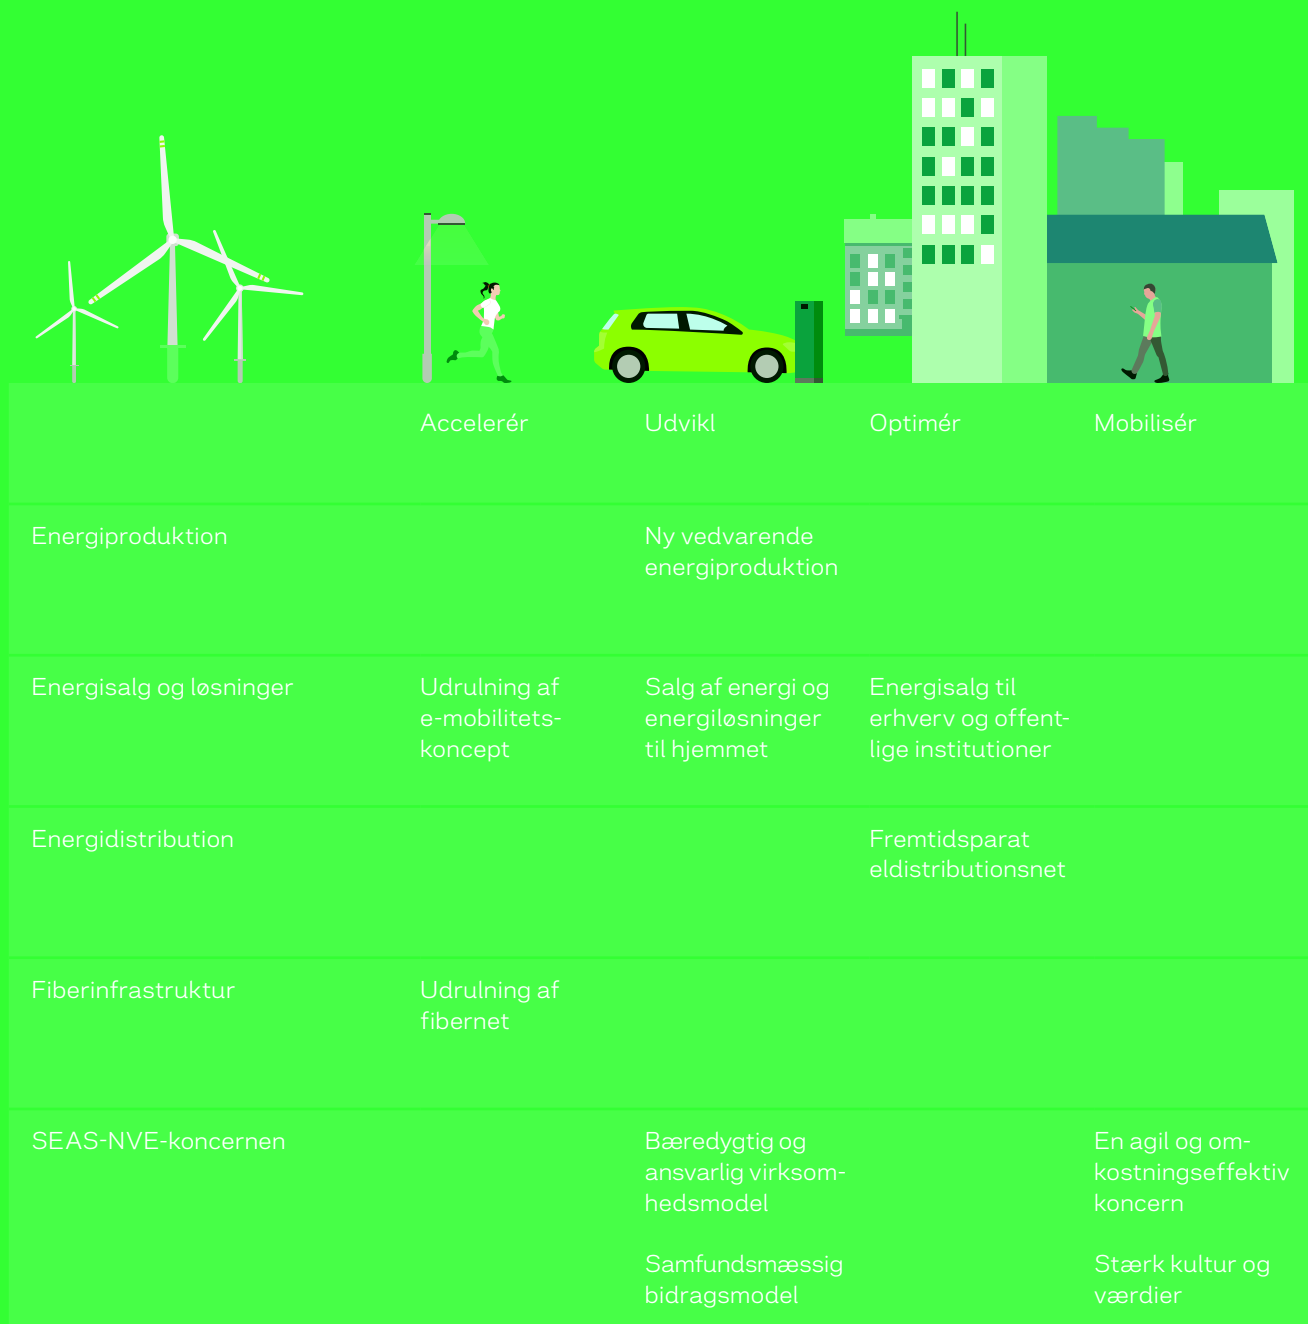 Accelerér Udvikl Optimér Mobilisér
Energiproduktion
Ny vedvarende
energiproduktion
Energisalg og løsninger
Udrulning af
e-mobilitets-
koncept
Salg af energi og
energiløsninger
til hjemmet
Energisalg til
erhverv og offent-
lige institutioner
Energidistribution
Fremtidsparat
eldistributionsnet
Fiberinfrastruktur
Udrulning af
fibernet
SEAS-NVE-koncernen
Bæredygtig og
ansvarlig virksom-
hedsmodel
Samfundsmæssig
bidragsmodel
En agil og om-
kostningseffektiv
koncern
Stærk kultur og
værdier